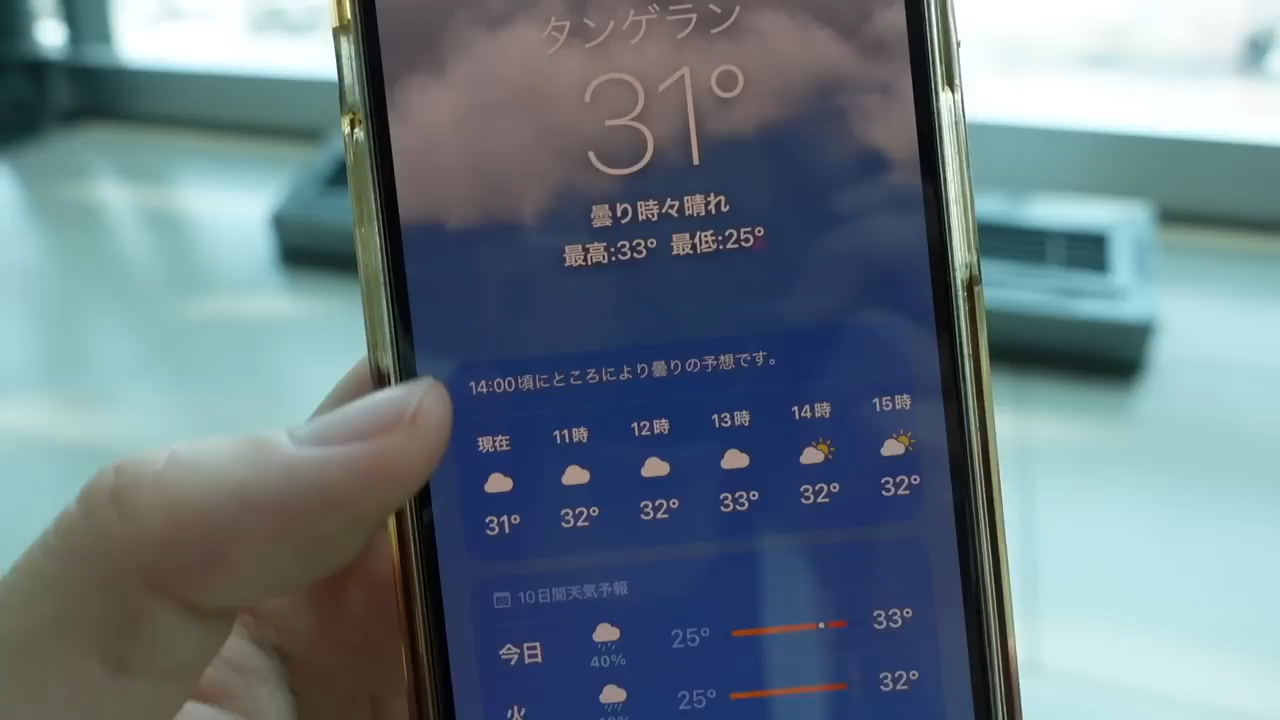 タンゲラン
31°
曇り時々晴れ
最高:33° 最低:25°
14:00頃にところにより曇りの予想です。
現在 11時 12時 13時 14時 15時
31° 32° 32° 33° 32° 32°
10日間天気予報
今日 25° 33°
40%
火 25° 32°